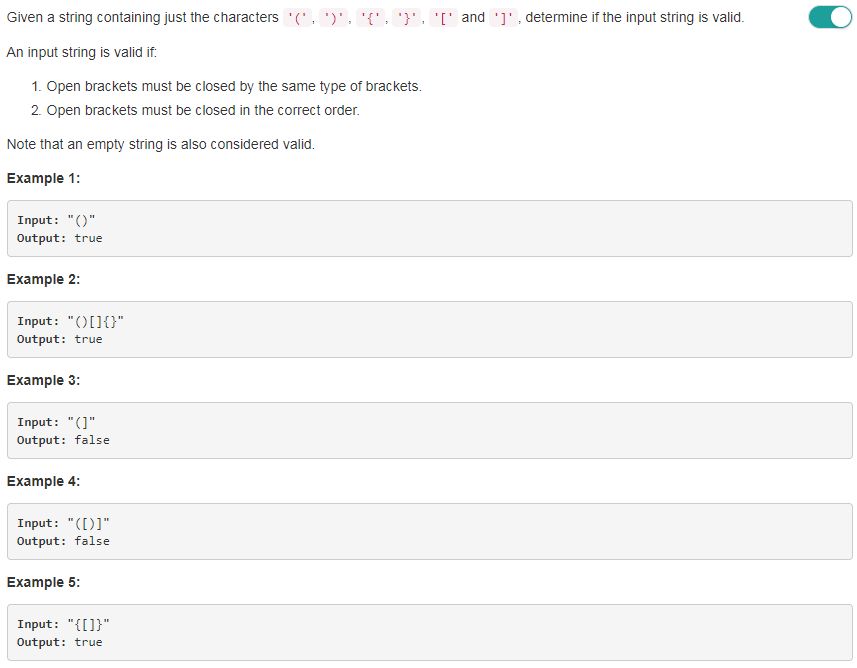 Given a string containing just the characters '(', ')', '{', '}', '[' and ']', determine if the input string is valid.
An input string is valid if:
1. Open brackets must be closed by the same type of brackets.
2. Open brackets must be closed in the correct order.
Note that an empty string is also considered valid.
Example 1:
Input: "()"
Output: true
Example 2:
Input: "()[]{}"
Output: true
Example 3:
Input: "(]"
Output: false
Example 4:
Input: "([)]"
Output: false
Example 5:
Input: "{[]}"
Output: true